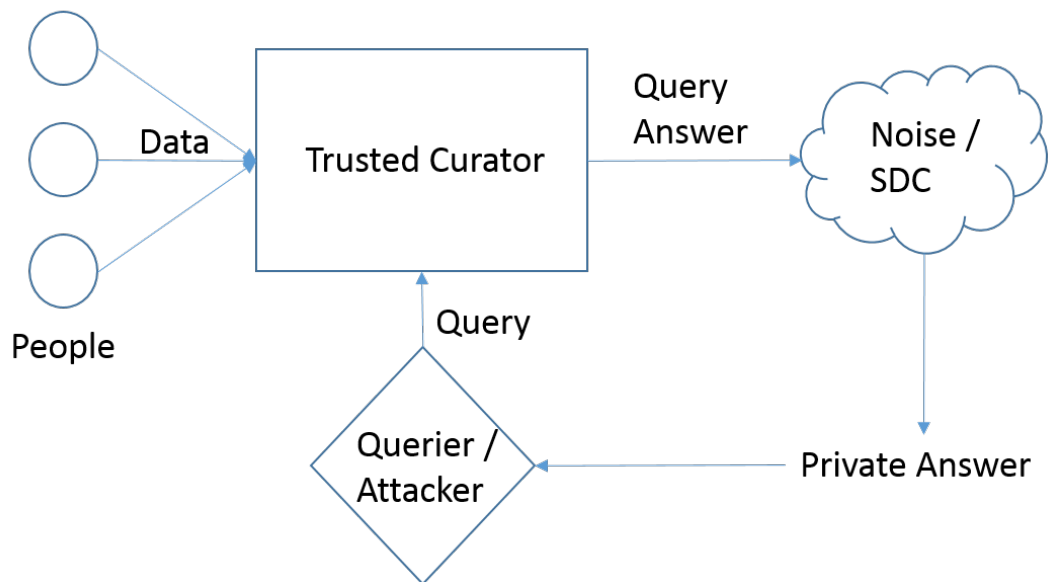 Data
Trusted Curator
Query
Answer
Noise /
SDC
People
Query
Querier /
Attacker
Private Answer